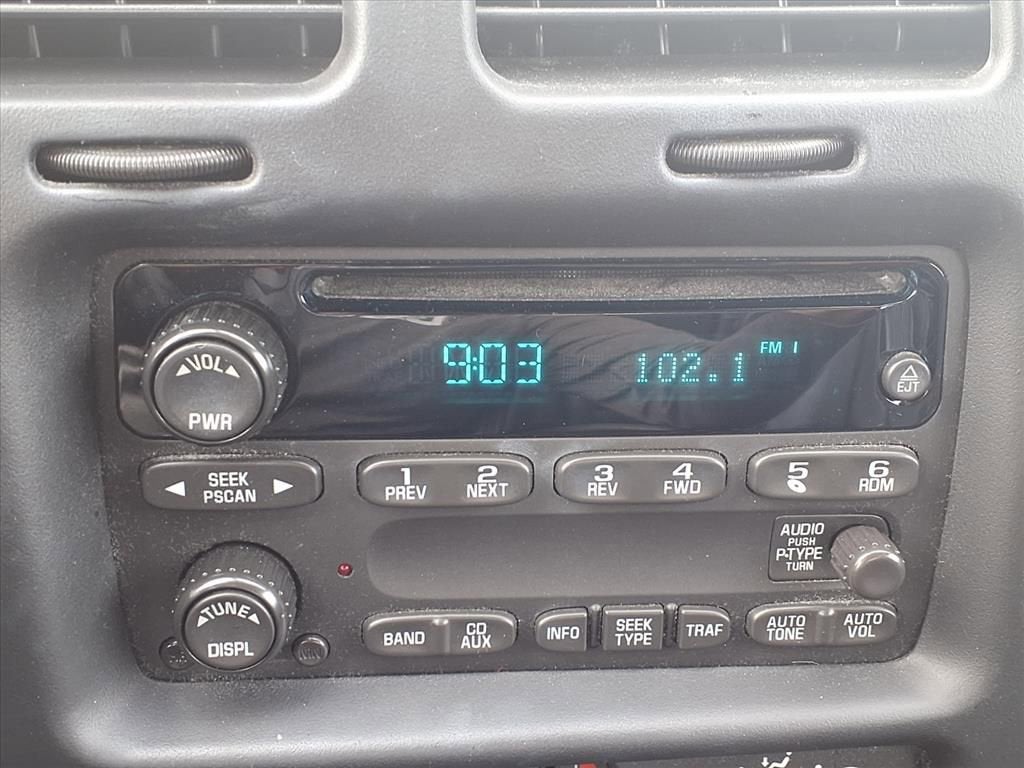 VOL
PWR
9:03
102.1
FM 1
EJT
SEEK
PSCAN
1 2
PREV NEXT
3 4
REV FWD
5 6
RDM
AUDIO
PUSH
P-TYPE
TURN
TUNE
DISPL
BAND
CD
AUX
INFO
SEEK
TYPE
TRAF
AUTO
TONE
AUTO
VOL